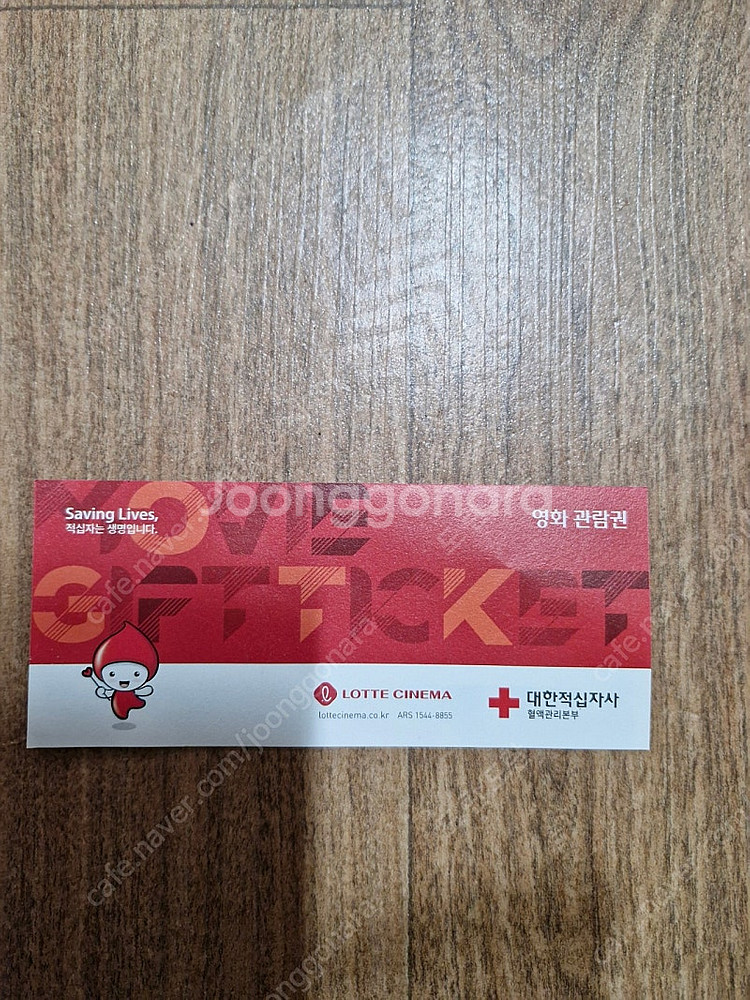 Joonggonara
Saving Lives,
적십자는 생명입니다.
영화 관람권
MOVIE
GIFT TICKET
LOTTE CINEMA
lottecinema.co.kr ARS 1544-8855
대한적십자사
혈액관리본부
cafe.naver.com/joonggonara